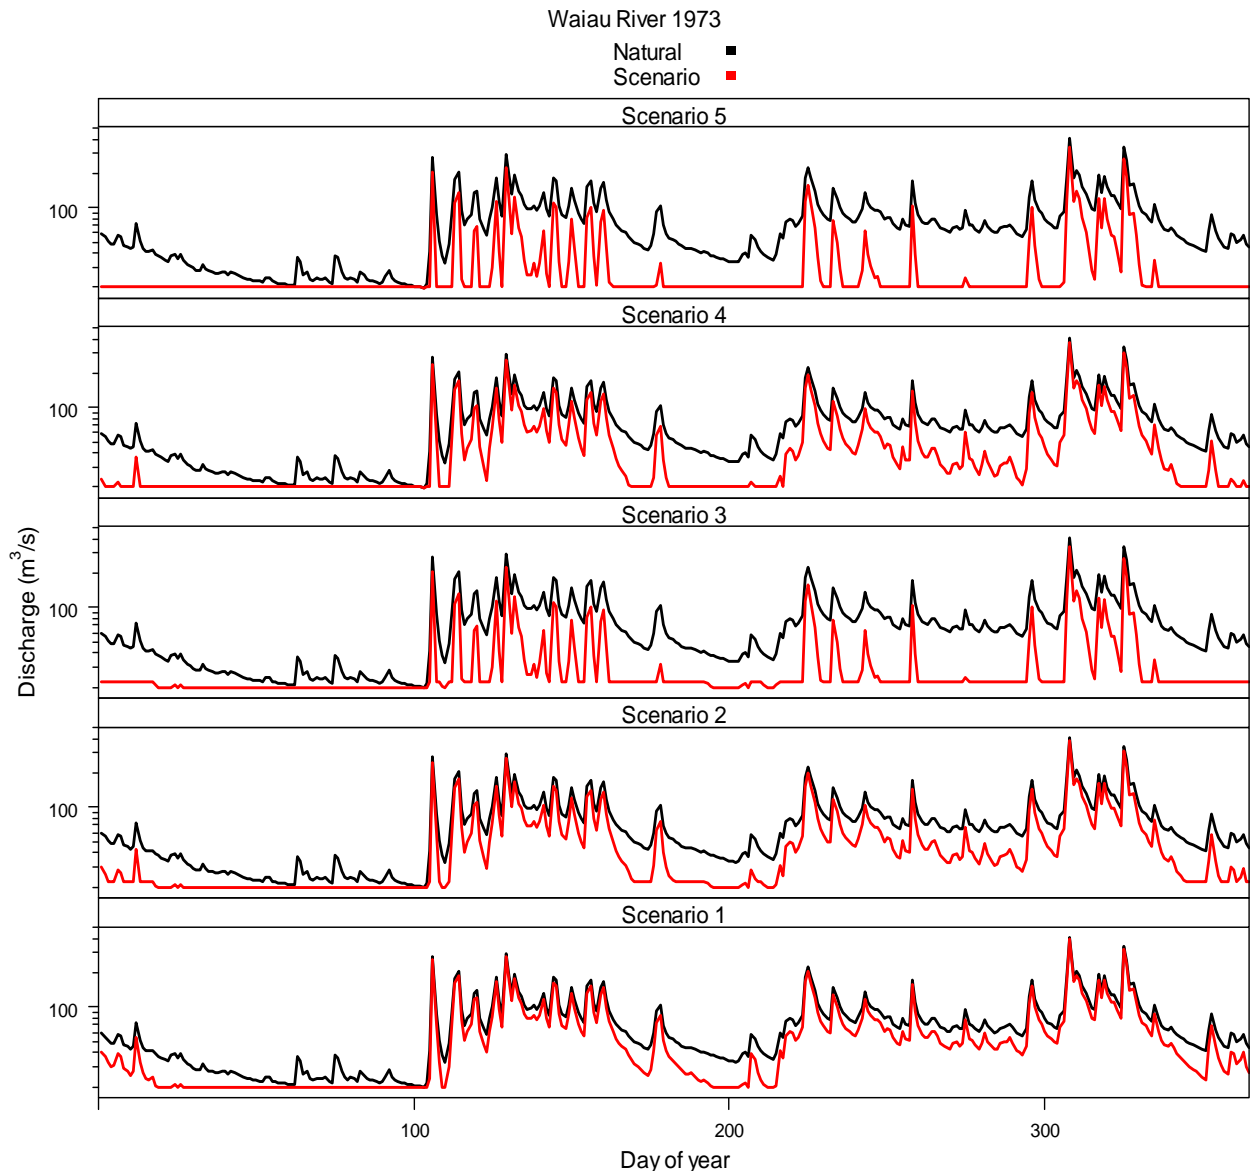 Waiau River 1973
Natural
Scenario
Scenario 5
100
Scenario 4
100
Scenario 3
100
Scenario 2
100
Scenario 1
100
Discharge (m³/s)
100
200
300
Day of year